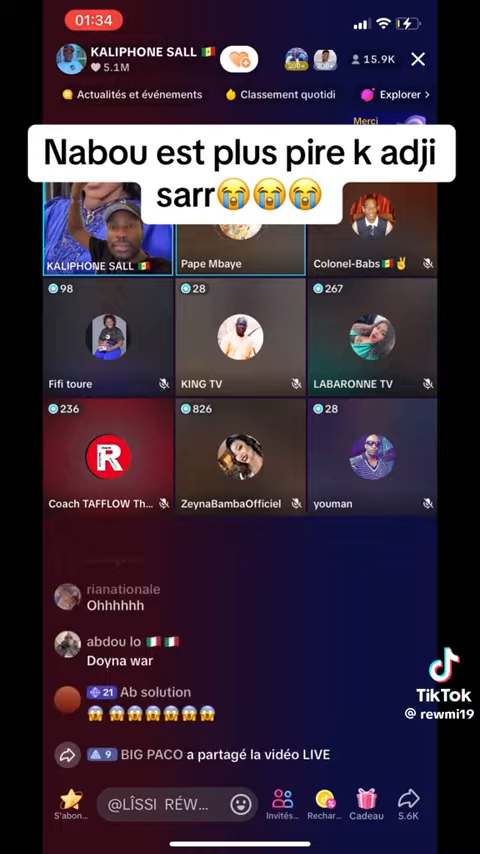 01:34
KALIPHONE SALL 🇸🇳
5.1M
200+
200+
15.9K
Actualités et événements
Classement quotidi
Explorer >
Merci
Nabou est plus pire k adji
sarr😭😭😭
KALIPHONE SALL 🇸🇳
Pape Mbaye
Colonel-Babs🇸🇳✌️
98
28
267
Fifi toure
KING TV
LABARONNE TV
236
826
28
R
Coach TAFFLOW Th...
ZeynaBambaOfficiel
youman
rianationale
Ohhhhhh
abdou lo 🇮🇹 🇮🇹
Doyna war
21 Ab solution
😱😱😱😱😱😱😱
9 BIG PACO a partagé la vidéo LIVE
TikTok
@ rewmi19
@LÎSSI RÉW...
S'abon...
Invités...
Rechar...
Cadeau
5.6K